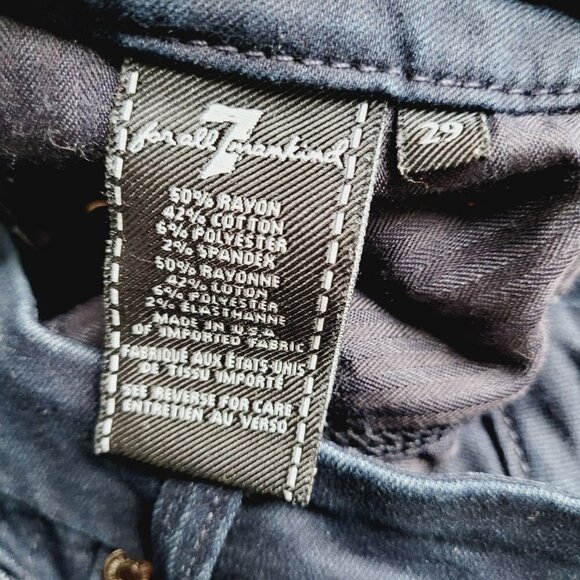 7
for all mankind
29
50% RAYON
42% COTTON
6% POLYESTER
2% SPANDEX
50% RAYONNE
42% COTON
6% POLYESTER
2% ELASTHANNE
MADE IN U.S.A
OF IMPORTED FABRIC
FABRIQUÉ AUX ÉTATS-UNIS
DE TISSU IMPORTÉ
SEE REVERSE FOR CARE
ENTRETIEN AU VERSO